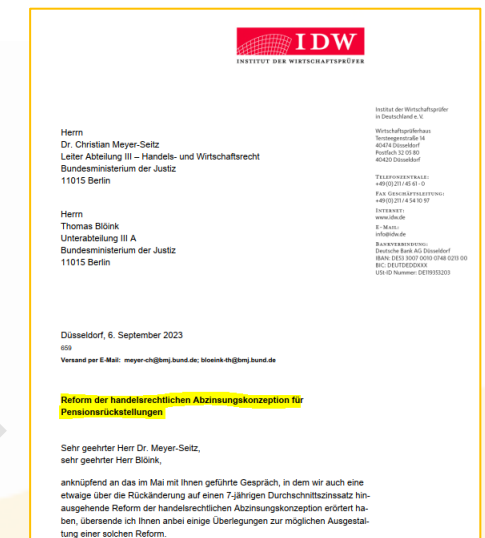 IDW
INSTITUT DER WIRTSCHAFTSPRÜFER
Institut der Wirtschaftsprüfer
in Deutschland e. V.
Wirtschaftsprüferhaus
Tersteegenstraße 14
40474 Düsseldorf
Postfach 32 05 80
40420 Düsseldorf
TELEFONZENTRALE:
+49(0)211/45 61-0
FAX GESCHÄFTSLEITUNG:
+49(0)211/4 54 10 97
INTERNET:
www.idw.de
E-MAIL:
info@idw.de
BANKVERBINDUNG:
Deutsche Bank AG Düsseldorf
IBAN: DE53 3007 0010 0748 0213 00
BIC: DEUTDEDDXXX
USt-ID Nummer: DE119353203
Herrn
Dr. Christian Meyer-Seitz
Leiter Abteilung III – Handels- und Wirtschaftsrecht
Bundesministerium der Justiz
11015 Berlin
Herrn
Thomas Blöink
Unterabteilung III A
Bundesministerium der Justiz
11015 Berlin
Düsseldorf, 6. September 2023
659
Versand per E-Mail: meyer-ch@bmj.bund.de; bloeink-th@bmj.bund.de
Reform der handelsrechtlichen Abzinsungskonzeption für
Pensionsrückstellungen
Sehr geehrter Herr Dr. Meyer-Seitz,
sehr geehrter Herr Blöink,
anknüpfend an das im Mai mit Ihnen geführte Gespräch, in dem wir auch eine
etwaige über die Rückänderung auf einen 7-jährigen Durchschnittszinssatz hin-
ausgehende Reform der handelsrechtlichen Abzinsungskonzeption erörtert ha-
ben, übersende ich Ihnen anbei einige Überlegungen zur möglichen Ausgestal-
tung einer solchen Reform.